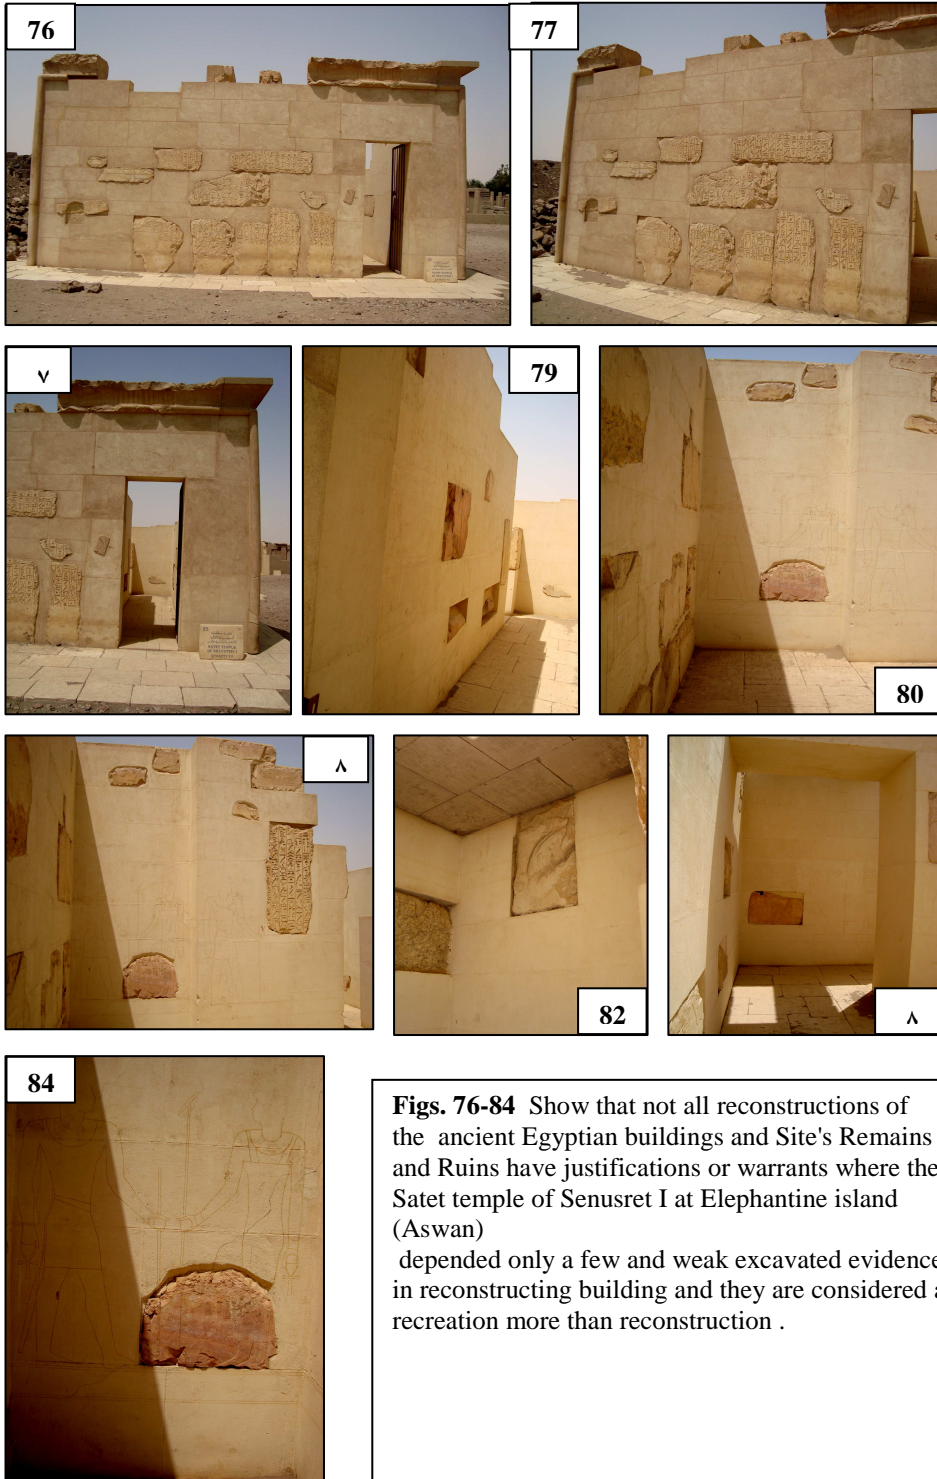 76
77
٧
79
80
٨
82
٨
84
SATET TEMPLE
Figs. 76-84 Show that not all reconstructions of
the ancient Egyptian buildings and Site's Remains
and Ruins have justifications or warrants where the
Satet temple of Senusret I at Elephantine island
(Aswan)
depended only a few and weak excavated evidence
in reconstructing building and they are considered a
recreation more than reconstruction .